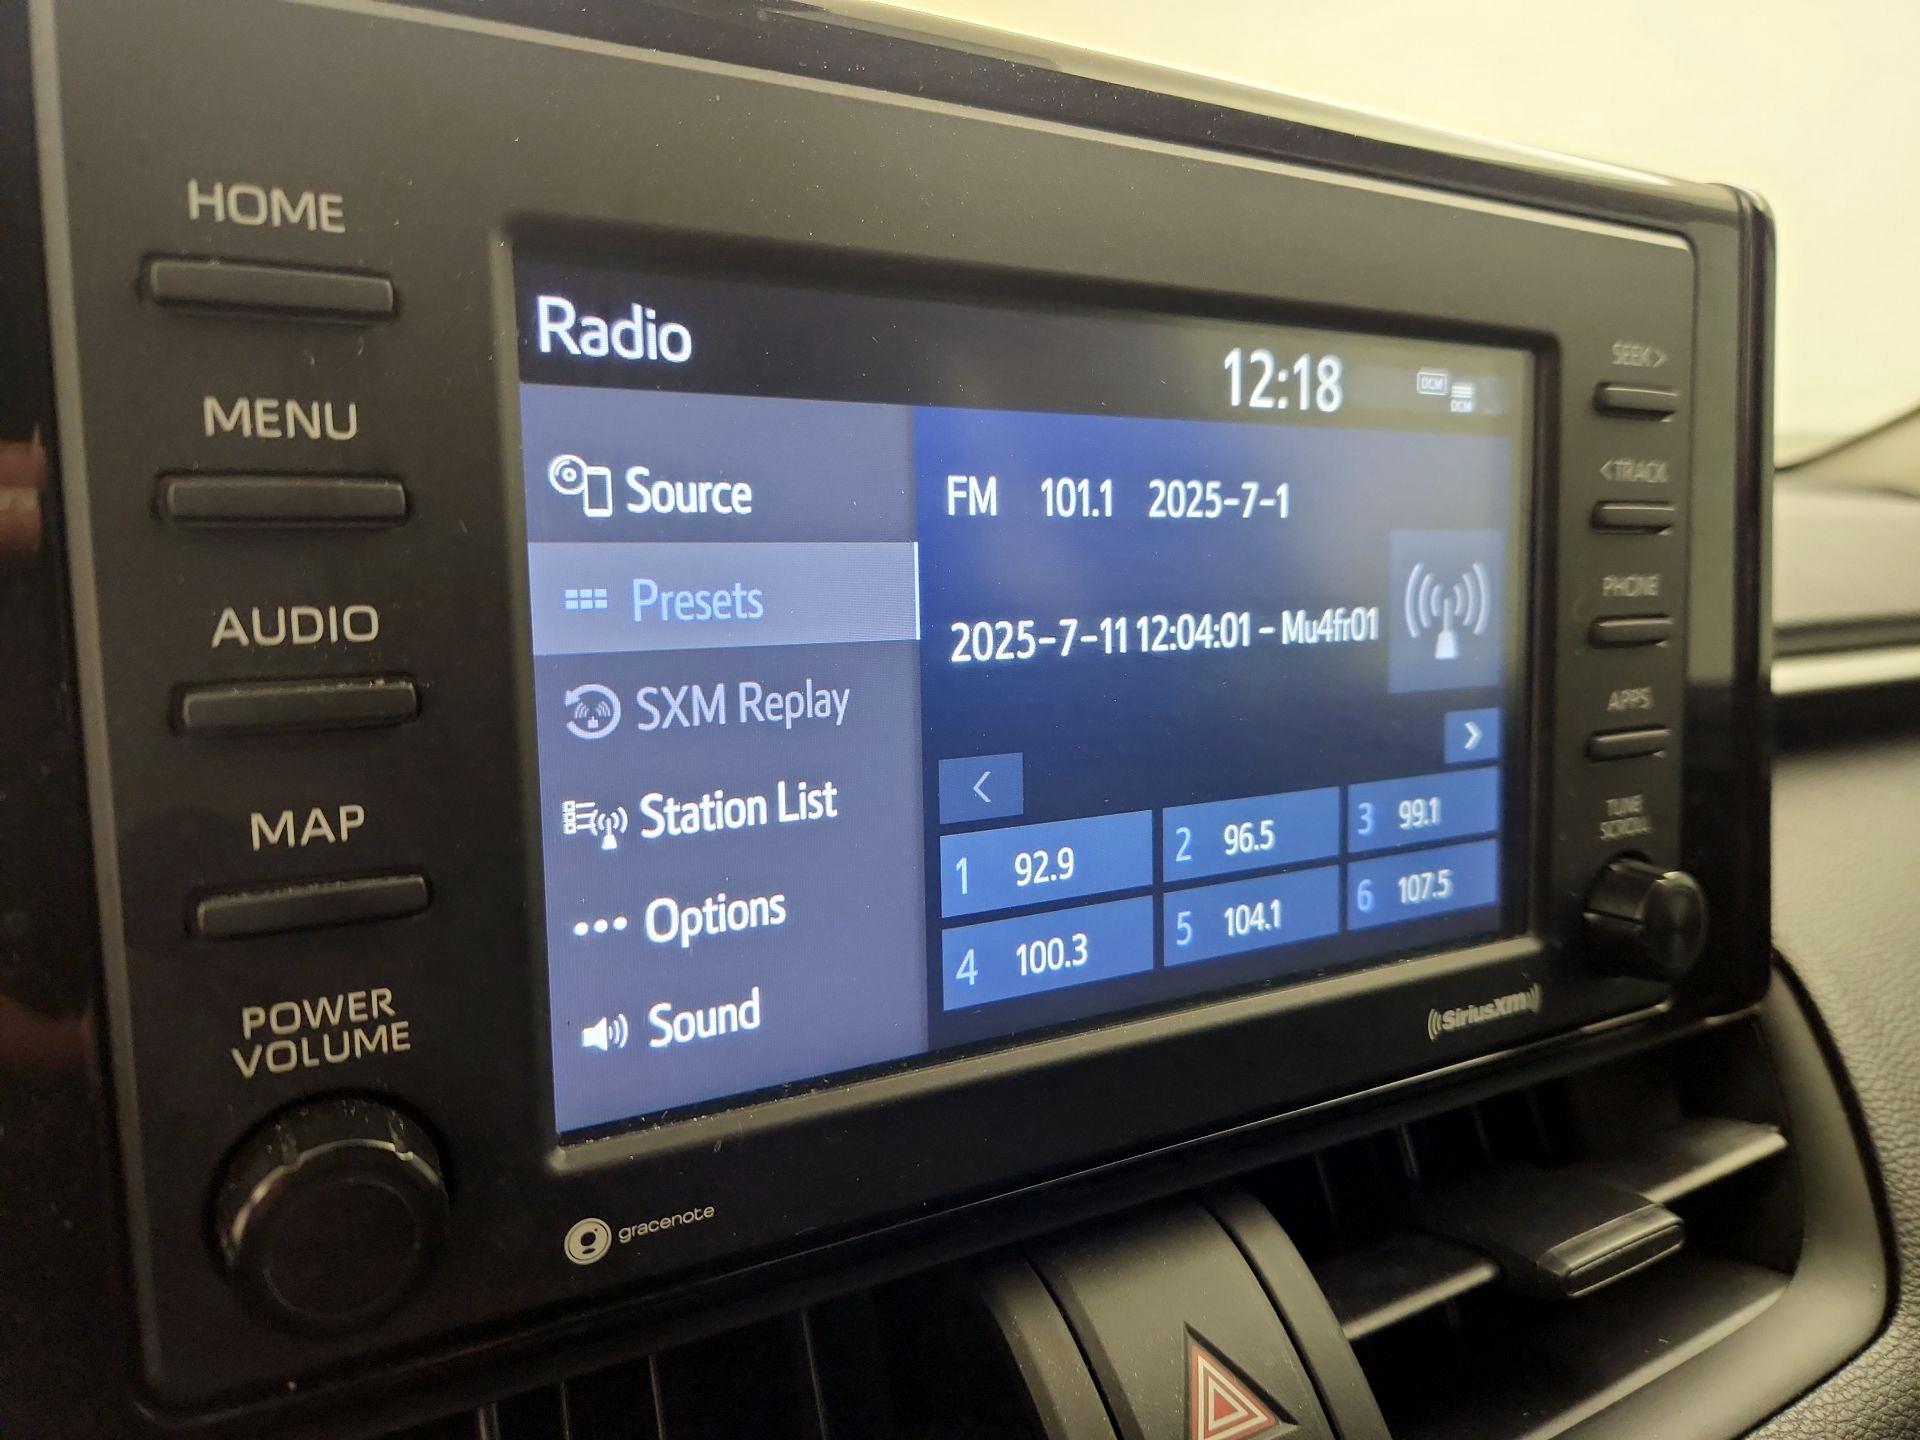 HOME
MENU
AUDIO
MAP
POWER
VOLUME
Radio
12:18
DCM
DCM
Source
Presets
SXM Replay
Station List
Options
Sound
FM 101.1 2025-7-1
2025-7-11 12:04:01 - Mu4fr01
<
>
1 92.9
2 96.5
3 99.1
4 100.3
5 104.1
6 107.5
SEEK >
< TRACK
PHONE
APPS
TUNE
SCROLL
gracenote
((SiriusXM))